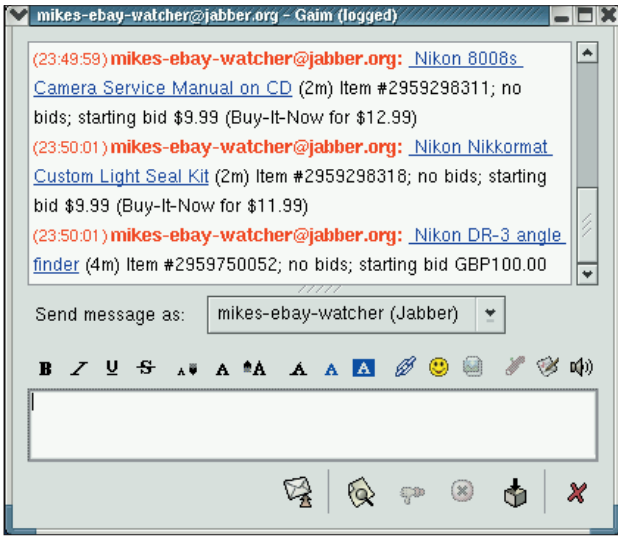 mikes-ebay-watcher@jabber.org - Gaim (logged)
(23:49:59) mikes-ebay-watcher@jabber.org: Nikon 8008s
Camera Service Manual on CD (2m) Item #2959298311; no
bids; starting bid $9.99 (Buy-It-Now for $12.99)
(23:50:01) mikes-ebay-watcher@jabber.org: Nikon Nikkormat
Custom Light Seal Kit (2m) Item #2959298318; no bids; starting
bid $9.99 (Buy-It-Now for $11.99)
(23:50:01) mikes-ebay-watcher@jabber.org: Nikon DR-3 angle
finder (4m) Item #2959750052; no bids; starting bid GBP100.00
Send message as: mikes-ebay-watcher (Jabber)
B I U S A A A A A A